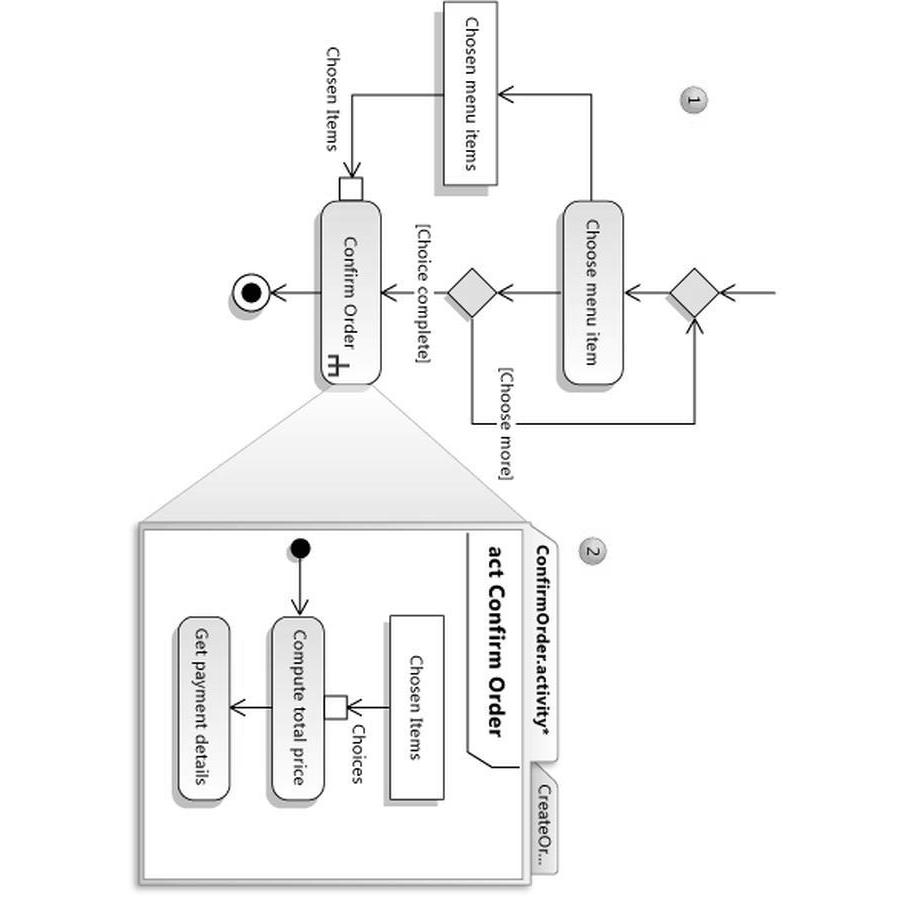 1
Choose menu item
Chosen menu items
[Choose more]
[Choice complete]
Chosen Items
Confirm Order
2
ConfirmOrder.activity*
CreateOr...
act Confirm Order
Chosen Items
Choices
Compute total price
Get payment details